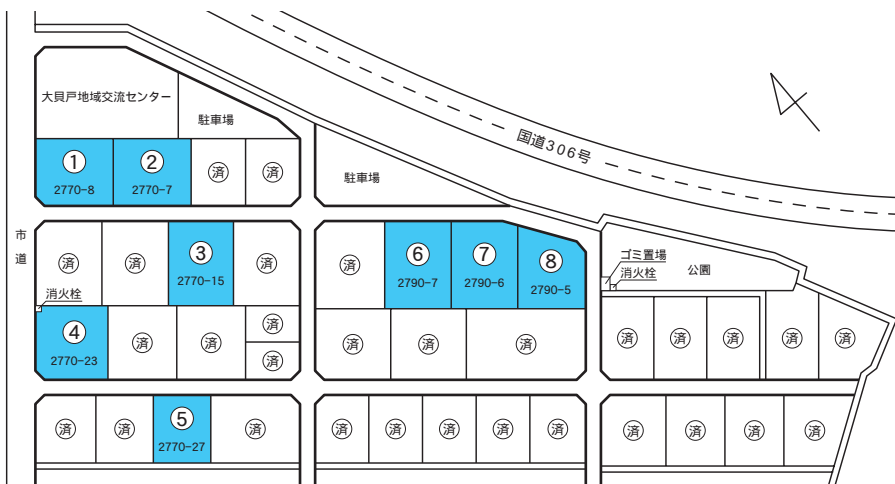 大貝戸地域交流センター
駐車場
国道306号
① ② 済 済
2770-8 2770-7
駐車場
市道
済 済 ③ 済
2770-15
済 ⑥ ⑦ ⑧
2790-7 2790-6 2790-5
ゴミ置場
消火栓
公園
消火栓
④ 済 済 済
2770-23
済
済 済 済
済 済 済 済 済
済 済 ⑤ 済
2770-27
済 済 済 済 済
済 済 済 済